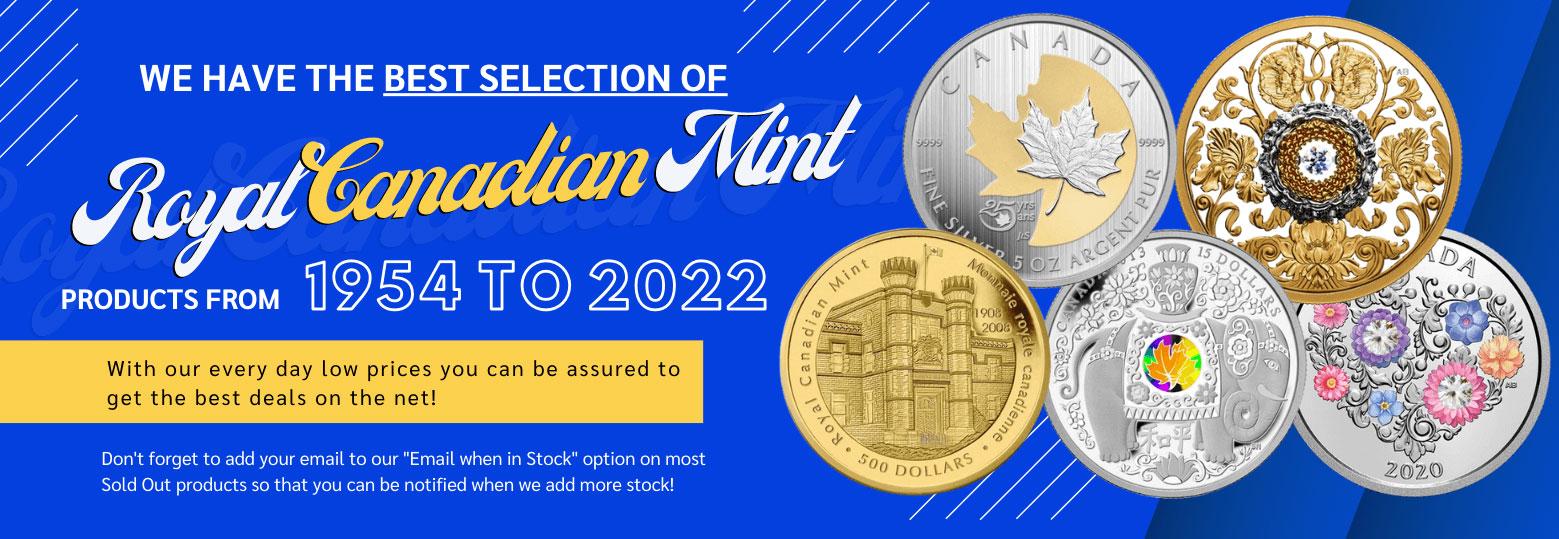 WE HAVE THE BEST SELECTION OF
Royal Canadian Mint
PRODUCTS FROM 1954 TO 2022
With our every day low prices you can be assured to
get the best deals on the net!
Don't forget to add your email to our "Email when in Stock" option on most
Sold Out products so that you can be notified when we add more stock!
CANADA
9999 9999
25 yrs
ans
FINE SILVER 5 OZ ARGENT PUR
AB
Royal Canadian Mint Monnaie royale canadienne
1908
2008
500 DOLLARS
15 DOLLARS
和平
AB
2020